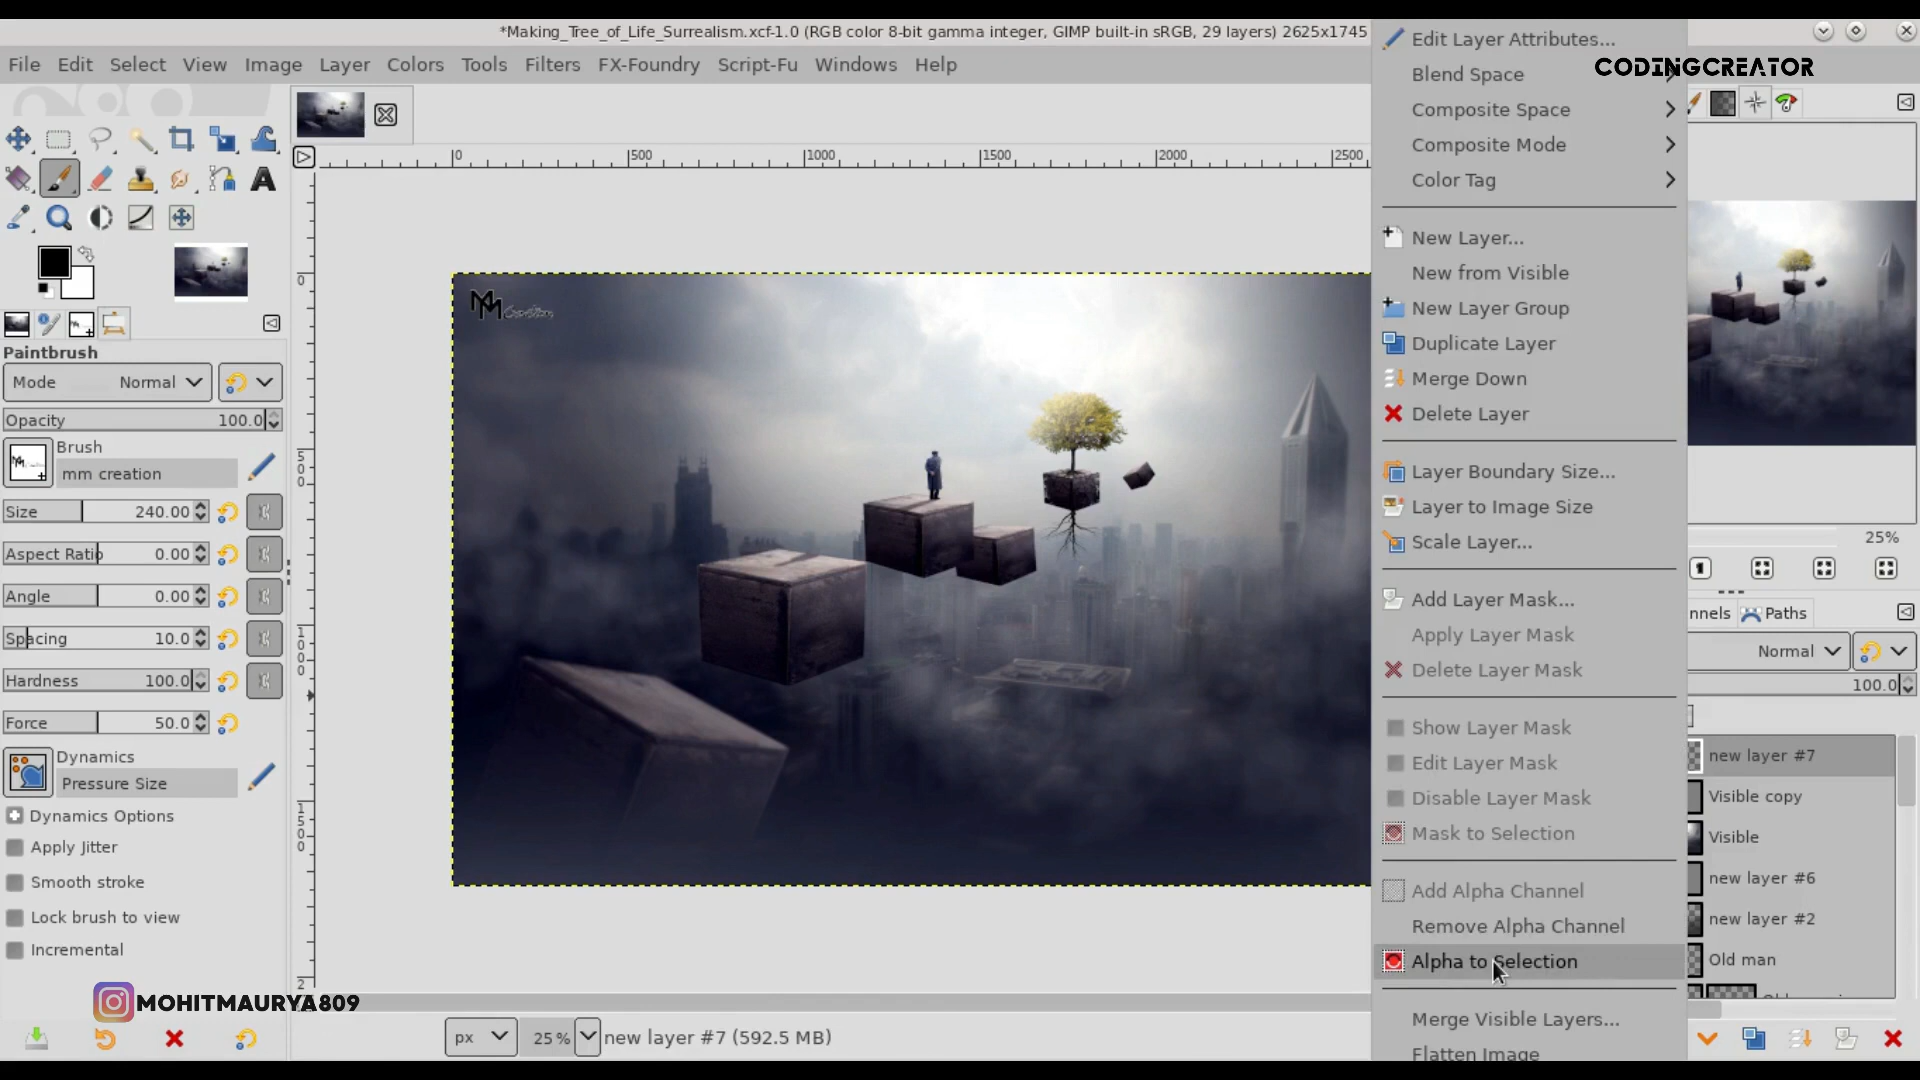 *Making_Tree_of_Life_Surrealism.xcf-1.0 (RGB color 8-bit gamma integer, GIMP built-in sRGB, 29 layers) 2625x1745
File Edit Select View Image Layer Colors Tools Filters FX-Foundry Script-Fu Windows Help
CODINGCREATOR
0 500 1000 1500 2000 2500
0
500
1000
1500
2
Paintbrush
Mode Normal
Opacity 100.0
Brush
mm creation
Size 240.00
Aspect Ratio 0.00
Angle 0.00
Spacing 10.0
Hardness 100.0
Force 50.0
Dynamics
Pressure Size
Dynamics Options
Apply Jitter
Smooth stroke
Lock brush to view
Incremental
MOHITMAURYA809
px 25 % new layer #7 (592.5 MB)
Edit Layer Attributes...
Blend Space
Composite Space
Composite Mode
Color Tag
New Layer...
New from Visible
New Layer Group
Duplicate Layer
Merge Down
Delete Layer
Layer Boundary Size...
Layer to Image Size
Scale Layer...
Add Layer Mask...
Apply Layer Mask
Delete Layer Mask
Show Layer Mask
Edit Layer Mask
Disable Layer Mask
Mask to Selection
Add Alpha Channel
Remove Alpha Channel
Alpha to Selection
Merge Visible Layers...
Flatten Image
25%
1
nnels Paths
Normal
100.0
new layer #7
Visible copy
Visible
new layer #6
new layer #2
Old man